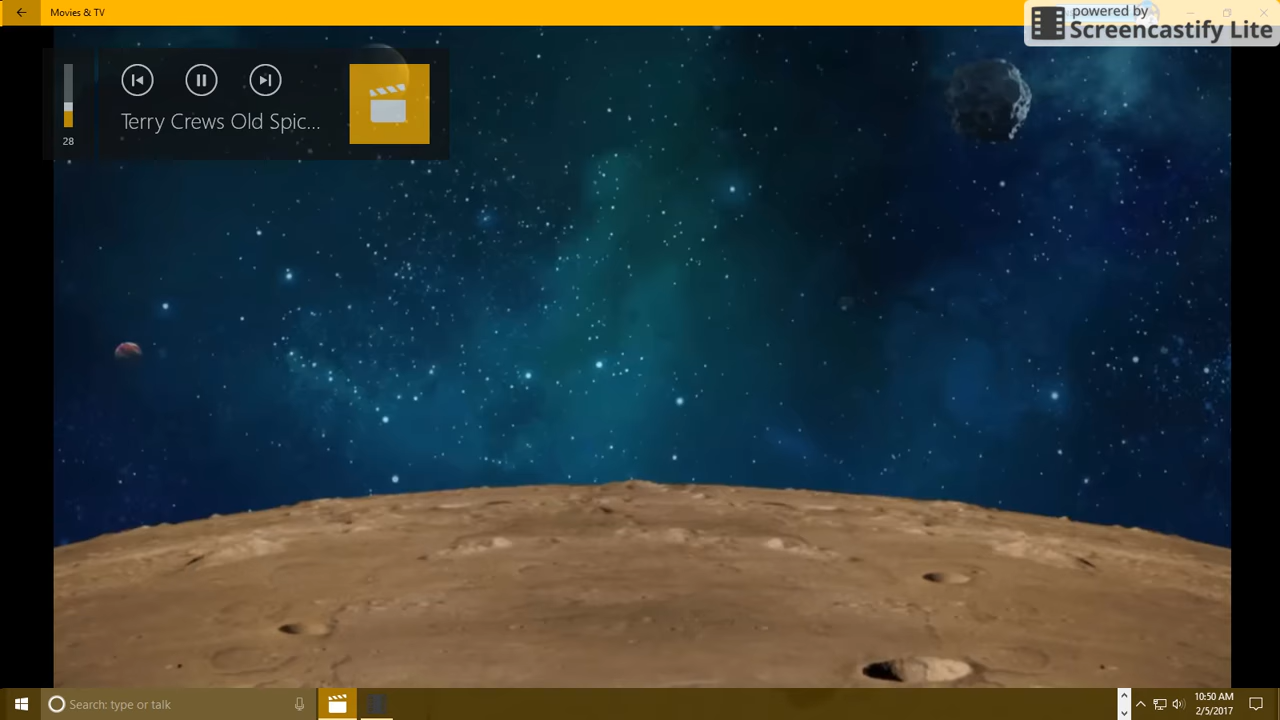 Movies & TV
powered by
Screencastify Lite
Terry Crews Old Spic...
28
Search: type or talk
10:50 AM
2/5/2017